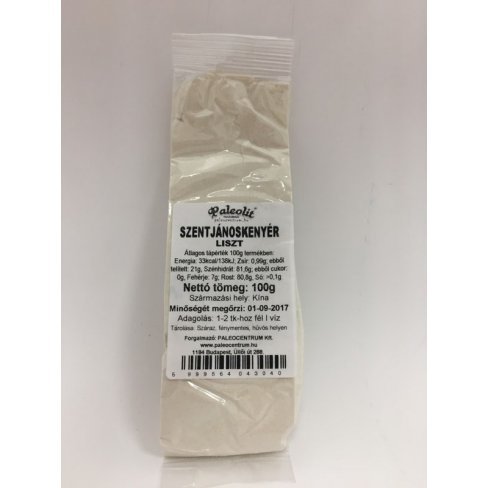 Paleolit
SZENTJÁNOSKENYÉR
LISZT
Átlagos tápérték 100g termékben:
Energia: 33kcal/138kJ; Zsír: 0,99g; ebből
telített: 21g, Szénhidrát: 81,6g; ebből cukor:
0g, Fehérje: 7g; Rost: 80,8g, Só: >0,1g
Nettó tömeg: 100g
Származási hely: Kína
Minőségét megőrzi: 01-09-2017
Adagolás: 1-2 tk-hoz fél l víz
Tárolása: Száraz, fénymentes, hűvös helyen
Forgalmazó: PALEOCENTRUM Kft.
www.paleocentrum.hu
1194 Budapest, Üllői út 288.
5 999564 043040